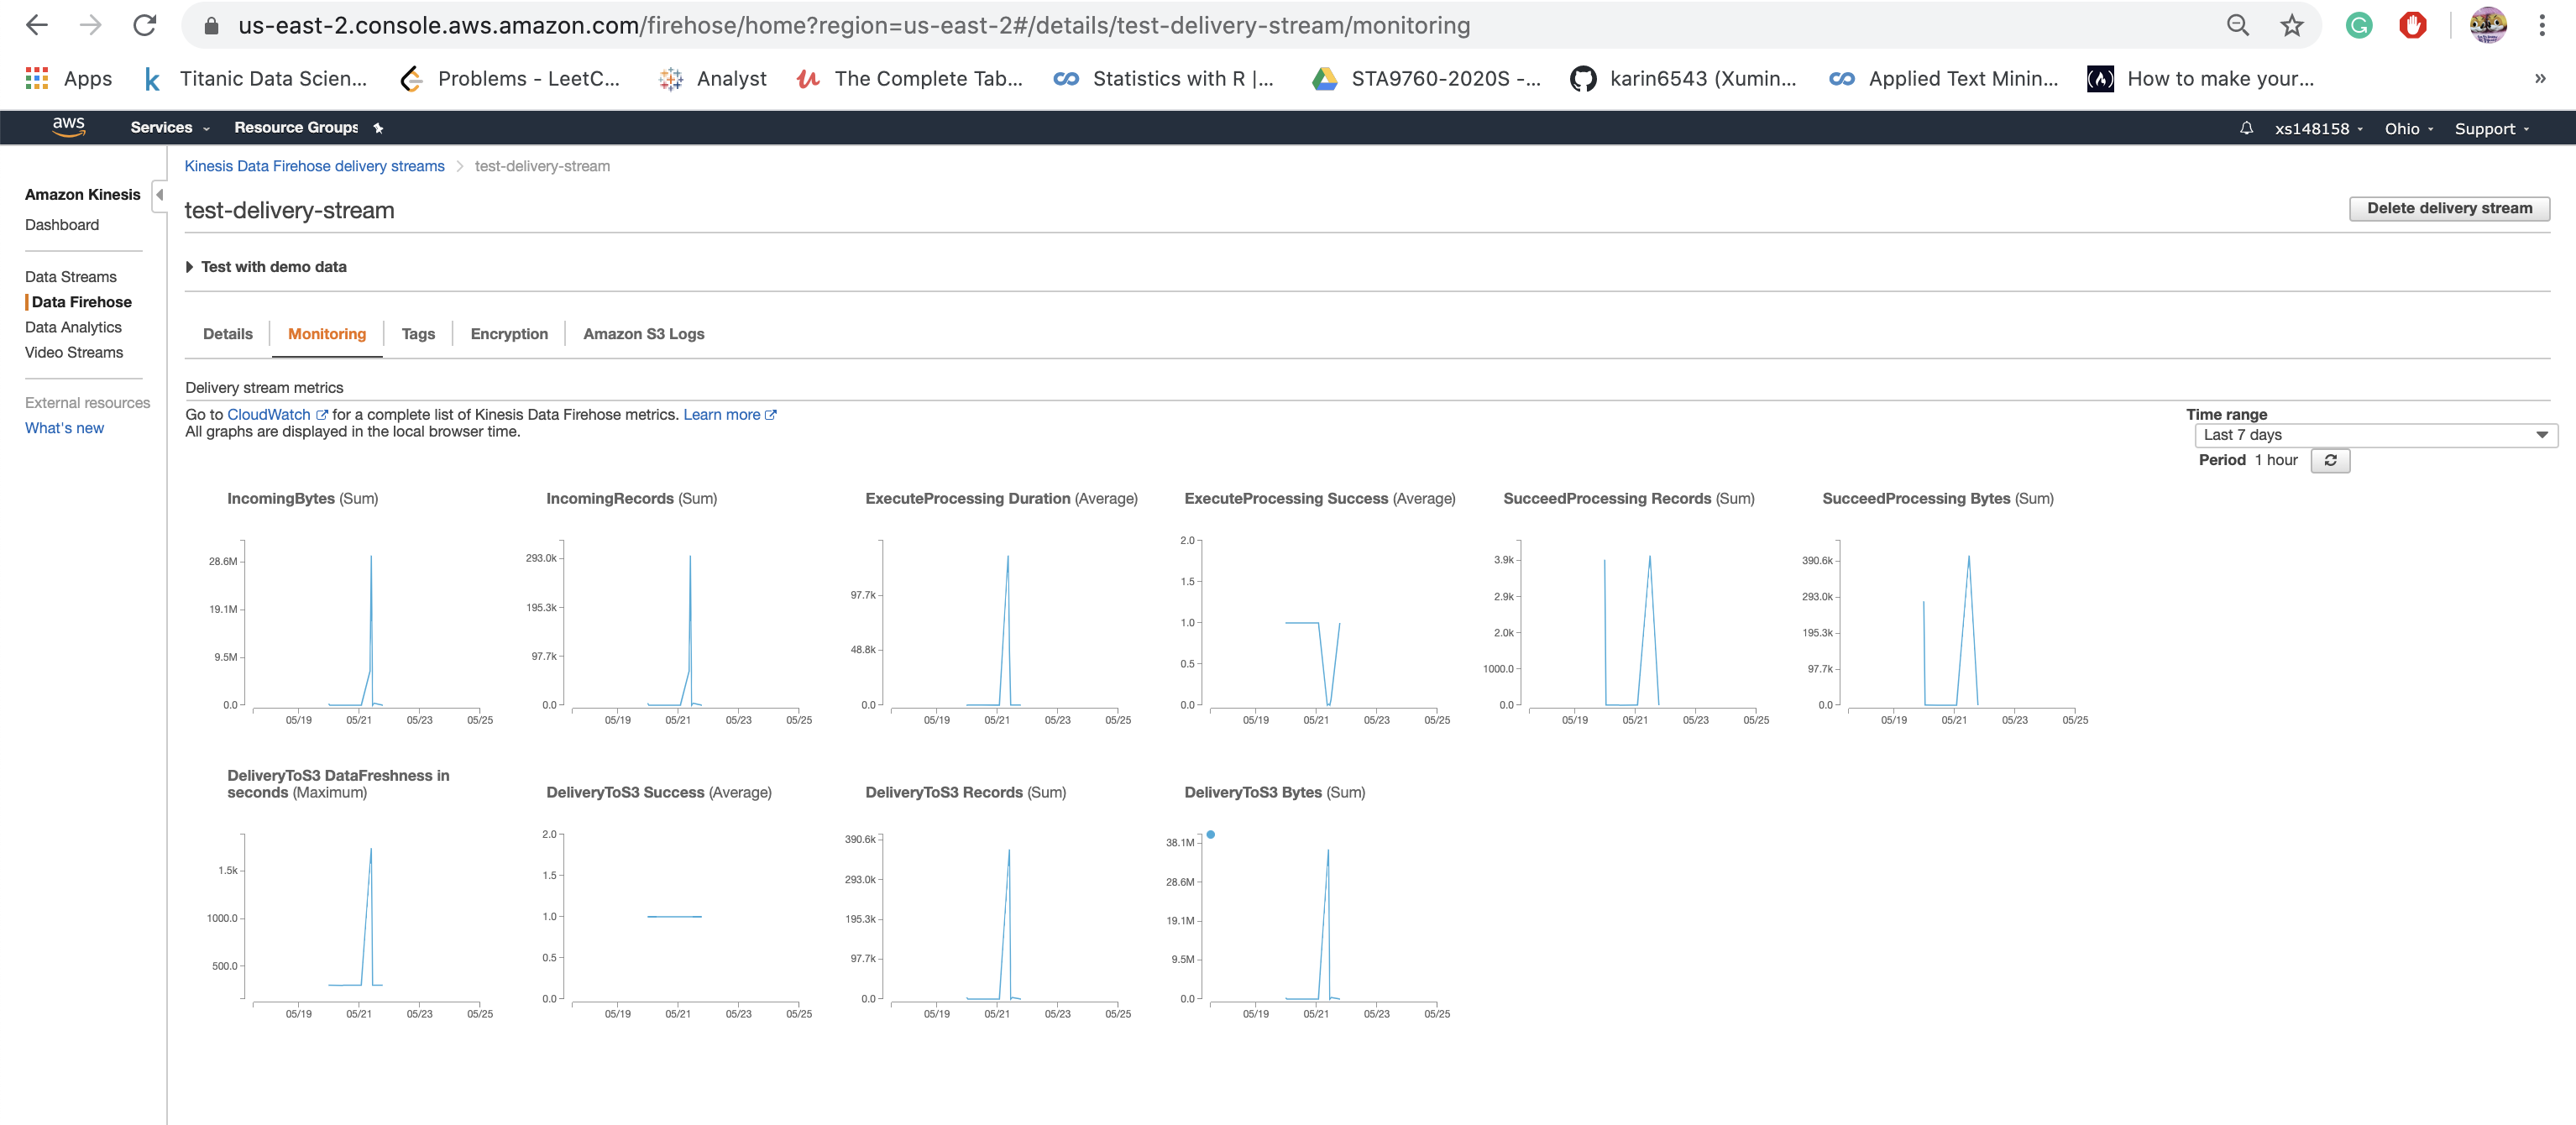 us-east-2.console.aws.amazon.com/firehose/home?region=us-east-2#/details/test-delivery-stream/monitoring
Apps Titanic Data Scien... Problems - LeetC... Analyst The Complete Tab... Statistics with R |... STA9760-2020S -... karin6543 (Xumin... Applied Text Minin... How to make your... »
aws Services Resource Groups xs148158 Ohio Support
Kinesis Data Firehose delivery streams > test-delivery-stream
Amazon Kinesis
Dashboard
Data Streams
Data Firehose
Data Analytics
Video Streams
External resources
What's new
test-delivery-stream
Delete delivery stream
Test with demo data
Details Monitoring Tags Encryption Amazon S3 Logs
Delivery stream metrics
Go to CloudWatch for a complete list of Kinesis Data Firehose metrics. Learn more
All graphs are displayed in the local browser time.
Time range
Last 7 days
Period 1 hour
IncomingBytes (Sum)
28.6M
19.1M
9.5M
0.0
05/19 05/21 05/23 05/25
IncomingRecords (Sum)
293.0k
195.3k
97.7k
0.0
05/19 05/21 05/23 05/25
ExecuteProcessing Duration (Average)
97.7k
48.8k
0.0
05/19 05/21 05/23 05/25
ExecuteProcessing Success (Average)
2.0
1.5
1.0
0.5
0.0
05/19 05/21 05/23 05/25
SucceedProcessing Records (Sum)
3.9k
2.9k
2.0k
1000.0
0.0
05/19 05/21 05/23 05/25
SucceedProcessing Bytes (Sum)
390.6k
293.0k
195.3k
97.7k
0.0
05/19 05/21 05/23 05/25
DeliveryToS3 DataFreshness in
seconds (Maximum)
1.5k
1000.0
500.0
05/19 05/21 05/23 05/25
DeliveryToS3 Success (Average)
2.0
1.5
1.0
0.5
0.0
05/19 05/21 05/23 05/25
DeliveryToS3 Records (Sum)
390.6k
293.0k
195.3k
97.7k
0.0
05/19 05/21 05/23 05/25
DeliveryToS3 Bytes (Sum)
38.1M
28.6M
19.1M
9.5M
0.0
05/19 05/21 05/23 05/25